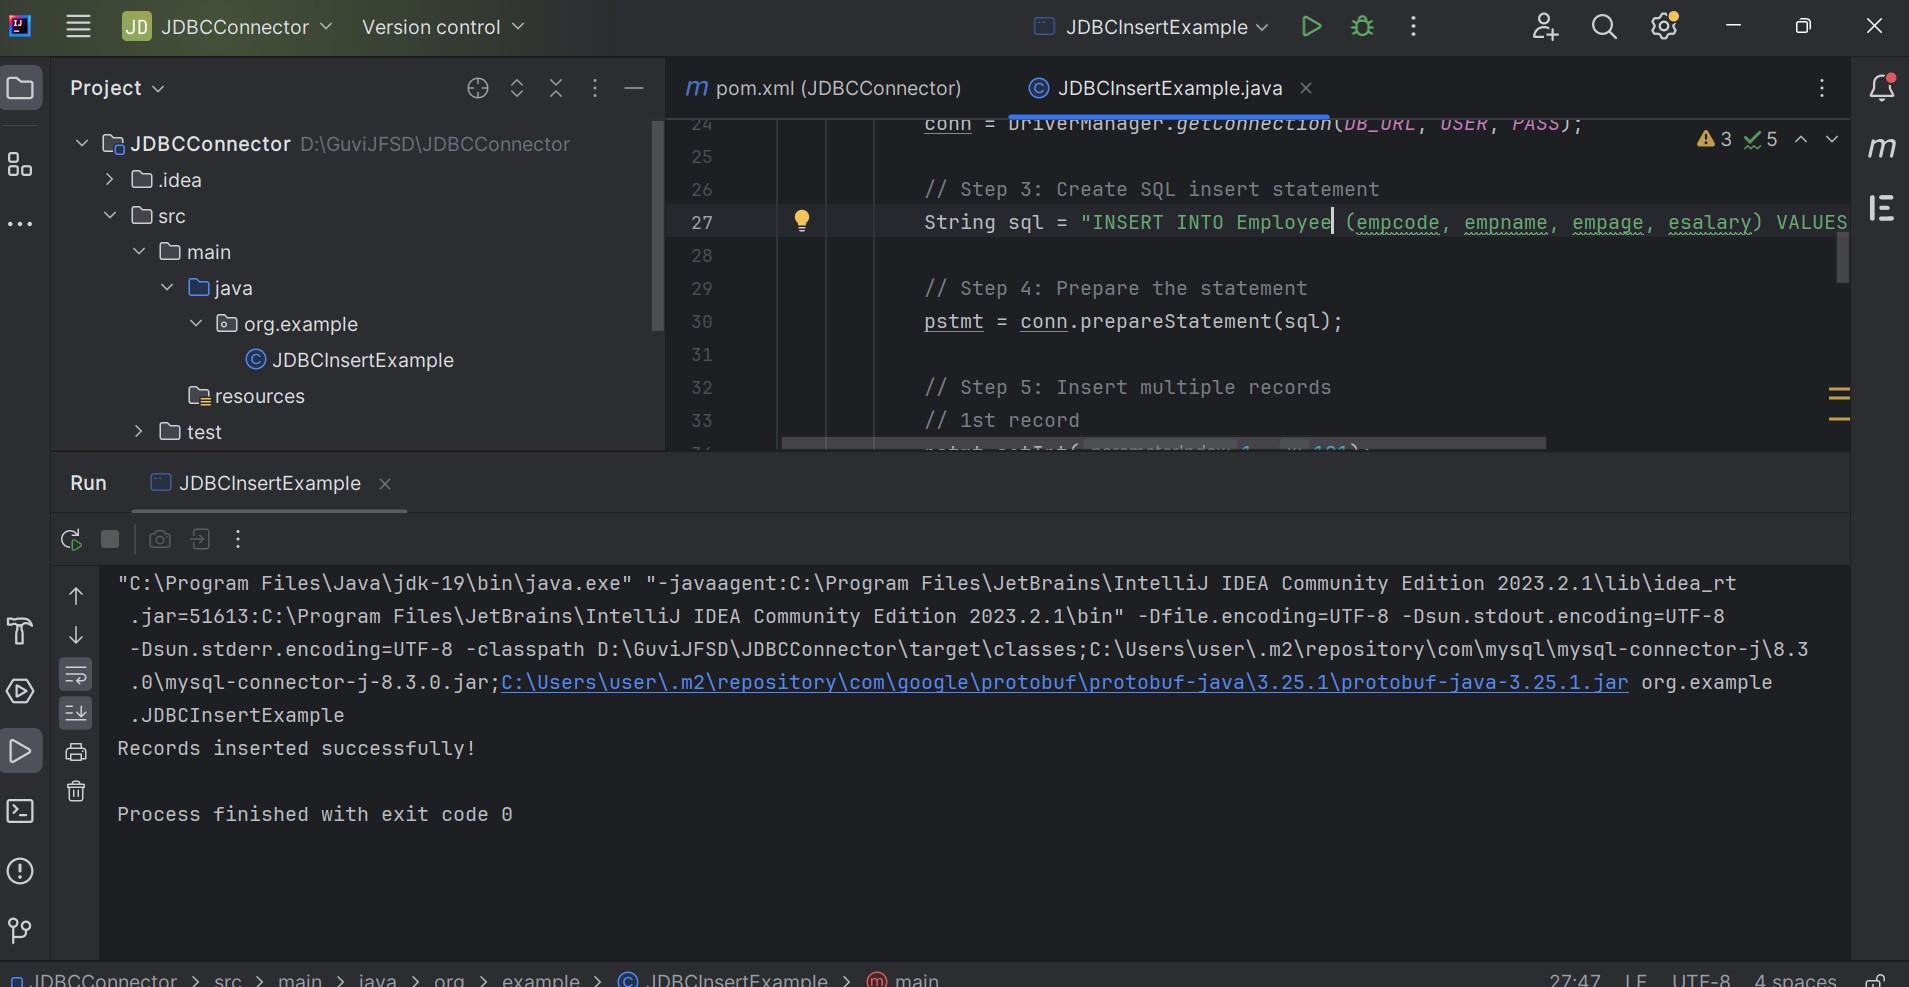 JD JDBCConnector Version control JDBCInsertExample
Project
pom.xml (JDBCConnector) JDBCInsertExample.java
JDBCConnector D:\GuviJFSD\JDBCConnector
.idea
src
main
java
org.example
JDBCInsertExample
resources
test
24 conn = DriverManager.getConnection(DB_URL, USER, PASS);
3 5
25
26 // Step 3: Create SQL insert statement
27 String sql = "INSERT INTO Employee (empcode, empname, empage, esalary) VALUES
28
29 // Step 4: Prepare the statement
30 pstmt = conn.prepareStatement(sql);
31
32 // Step 5: Insert multiple records
33 // 1st record
Run JDBCInsertExample
"C:\Program Files\Java\jdk-19\bin\java.exe" "-javaagent:C:\Program Files\JetBrains\IntelliJ IDEA Community Edition 2023.2.1\lib\idea_rt
.jar=51613:C:\Program Files\JetBrains\IntelliJ IDEA Community Edition 2023.2.1\bin" -Dfile.encoding=UTF-8 -Dsun.stdout.encoding=UTF-8
-Dsun.stderr.encoding=UTF-8 -classpath D:\GuviJFSD\JDBCConnector\target\classes;C:\Users\user\.m2\repository\com\mysql\mysql-connector-j\8.3
.0\mysql-connector-j-8.3.0.jar;C:\Users\user\.m2\repository\com\google\protobuf\protobuf-java\3.25.1\protobuf-java-3.25.1.jar org.example
.JDBCInsertExample
Records inserted successfully!
Process finished with exit code 0
JDBCConnector > src > main > java > org > example > JDBCInsertExample > main 27:47 LF UTF-8 4 spaces